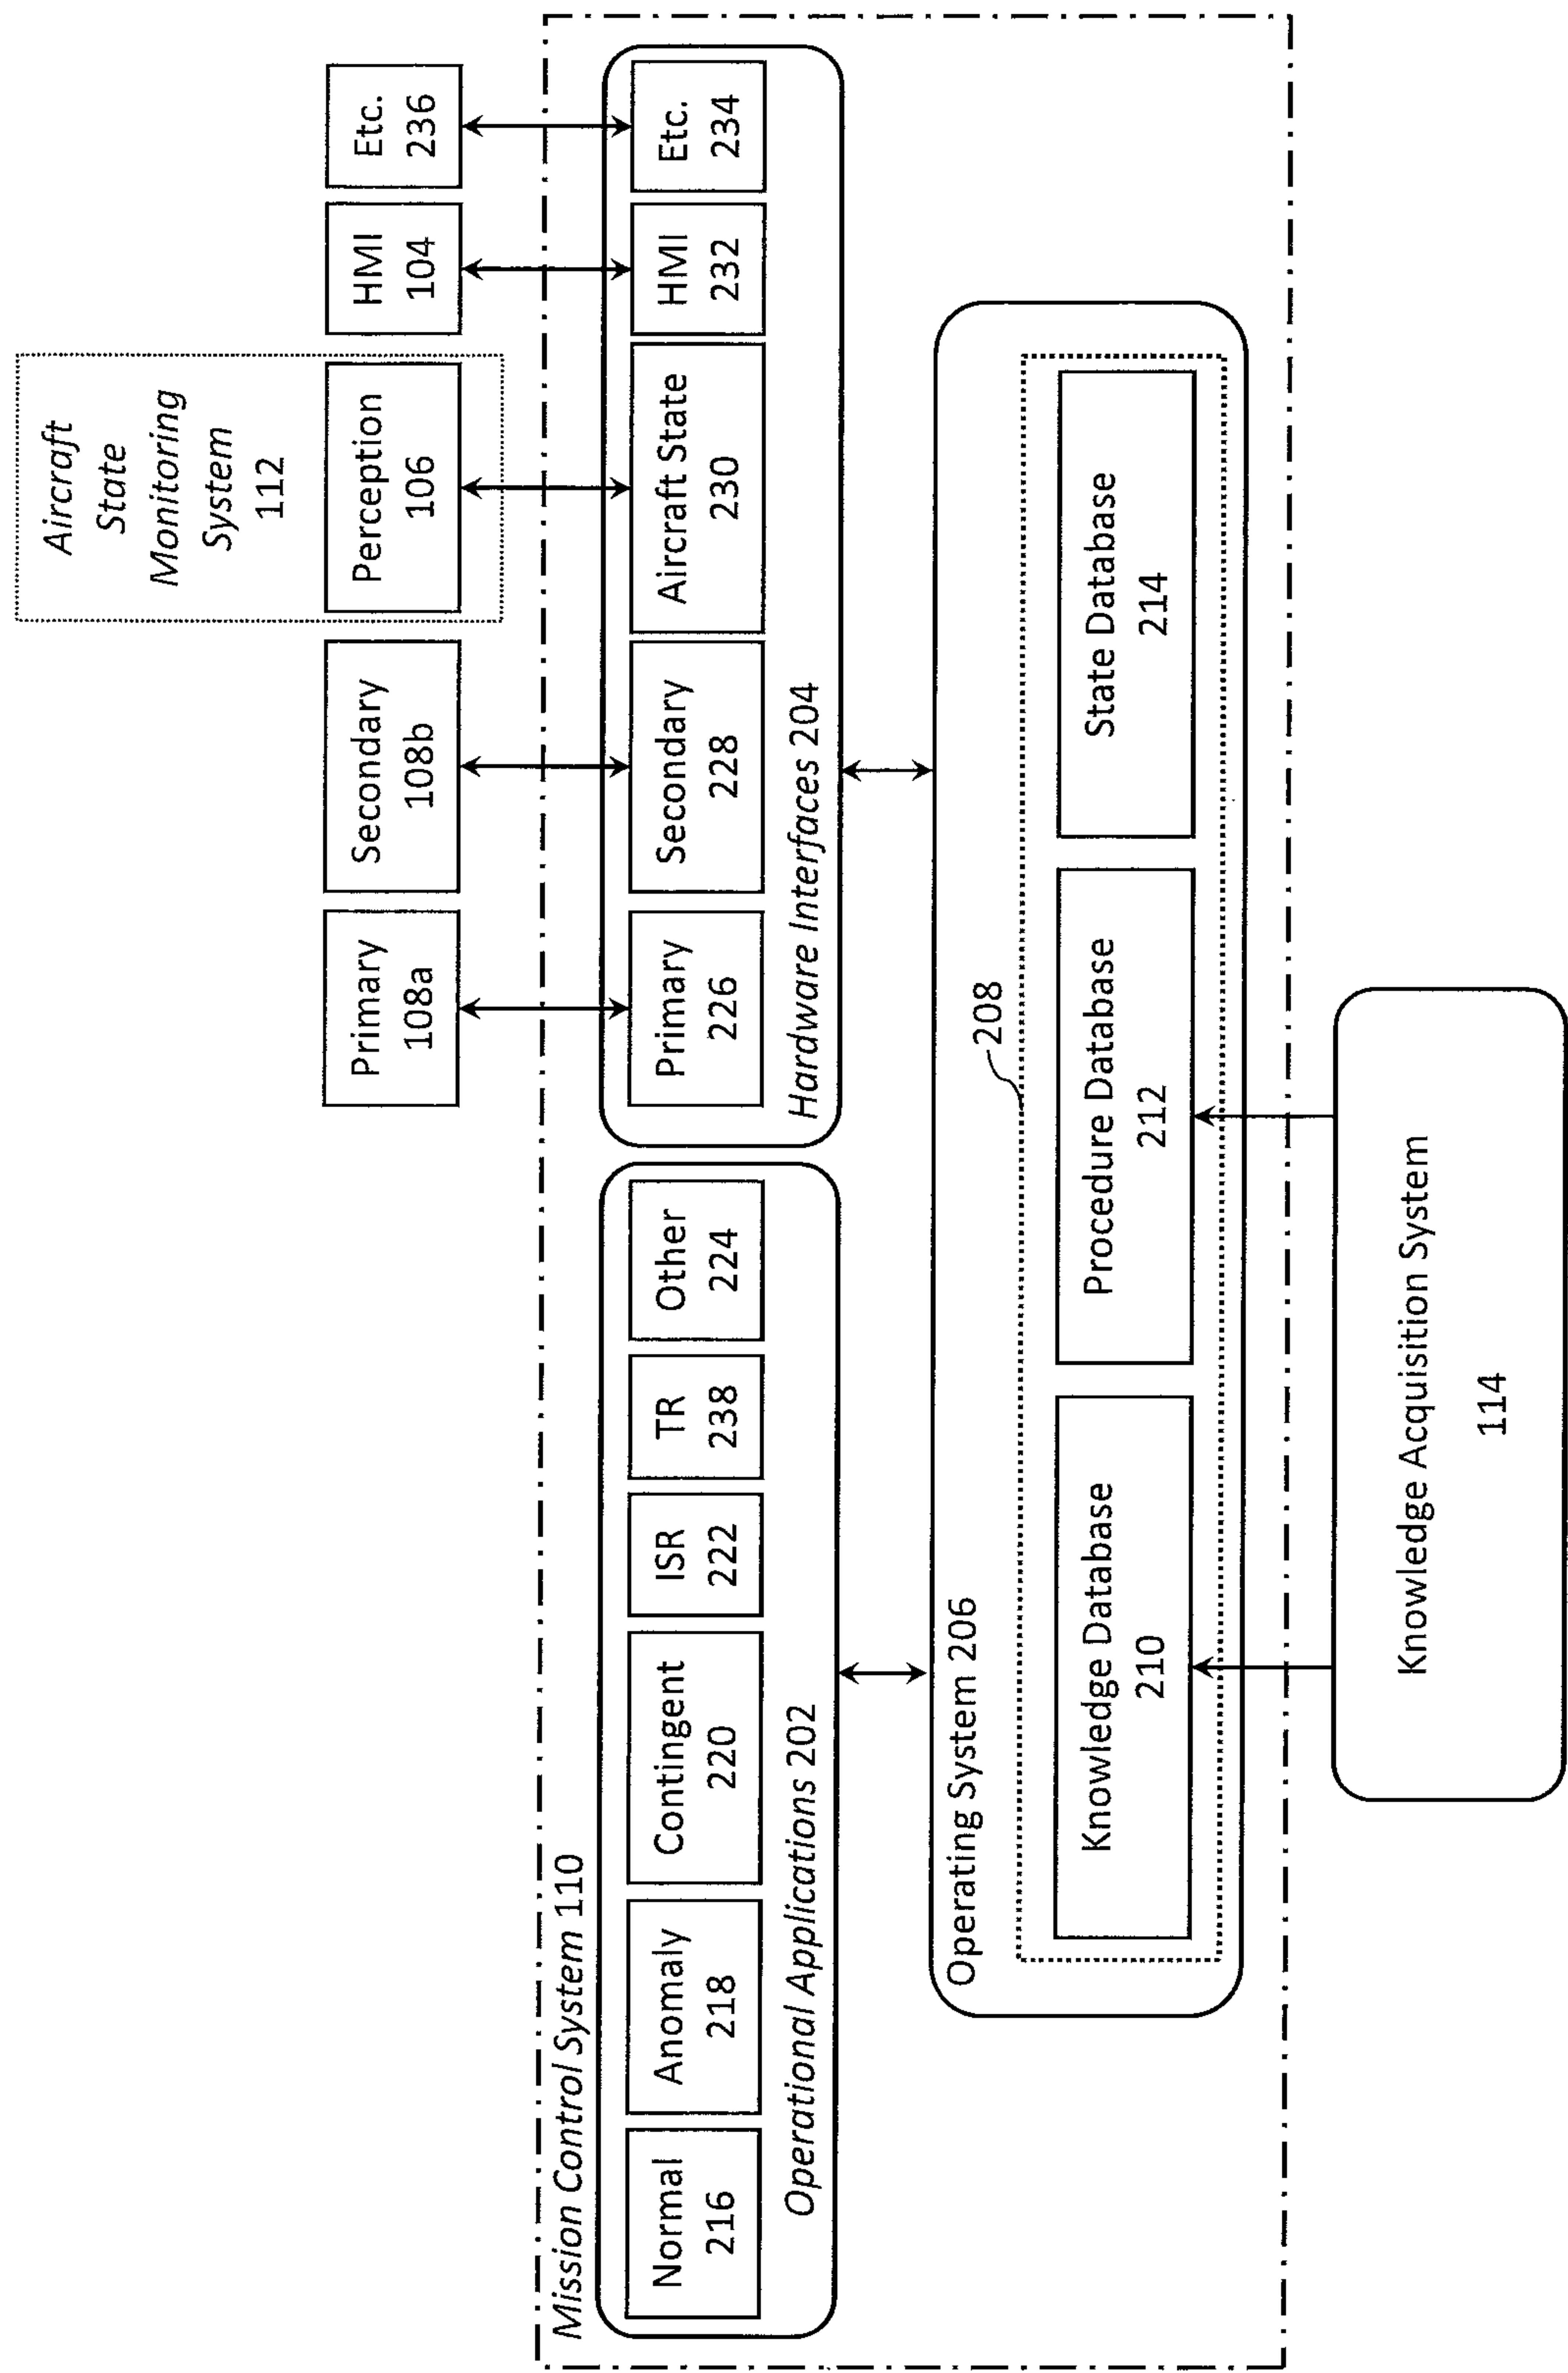 Aircraft
State
Monitoring
System
112
Primary
108a
Secondary
108b
Perception
106
HMI
104
Etc.
236
Mission Control System 110
Normal
216
Anomaly
218
Contingent
220
ISR
222
TR
238
Other
224
Operational Applications 202
Primary
226
Secondary
228
Aircraft State
230
HMI
232
Etc.
234
Hardware Interfaces 204
Operating System 206
208
Knowledge Database
210
Procedure Database
212
State Database
214
Knowledge Acquisition System
114